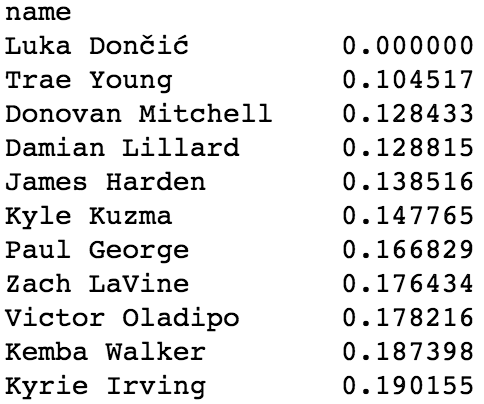 name
Luka Dončić 0.000000
Trae Young 0.104517
Donovan Mitchell 0.128433
Damian Lillard 0.128815
James Harden 0.138516
Kyle Kuzma 0.147765
Paul George 0.166829
Zach LaVine 0.176434
Victor Oladipo 0.178216
Kemba Walker 0.187398
Kyrie Irving 0.190155